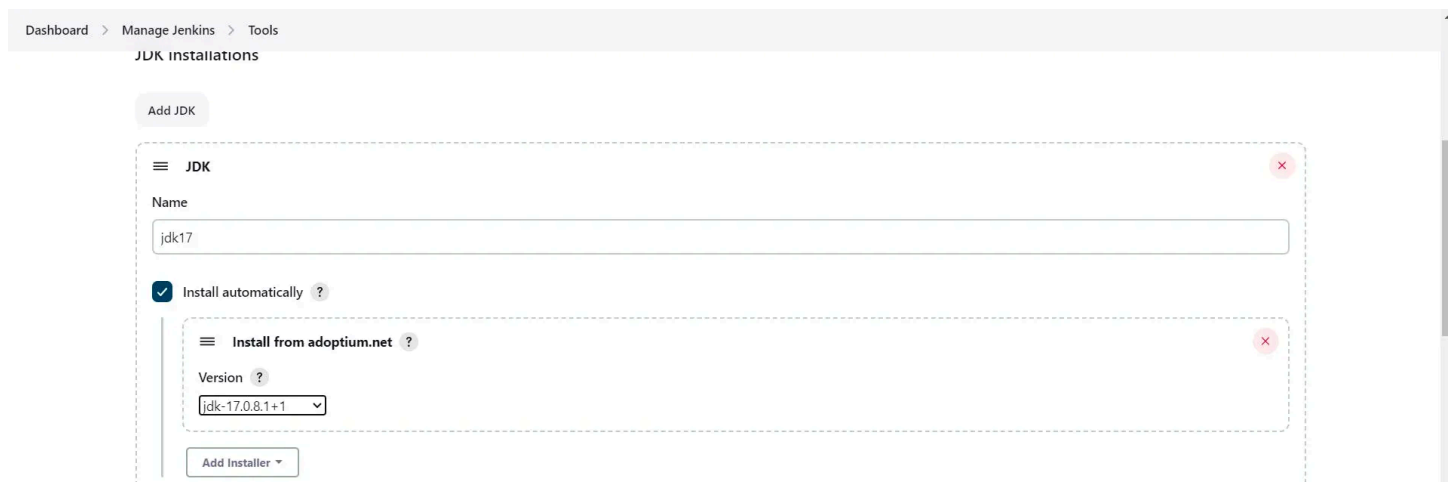 Dashboard > Manage Jenkins > Tools
JDK installations
Add JDK
JDK
Name
jdk17
Install automatically ?
Install from adoptium.net ?
Version ?
jdk-17.0.8.1+1
Add Installer